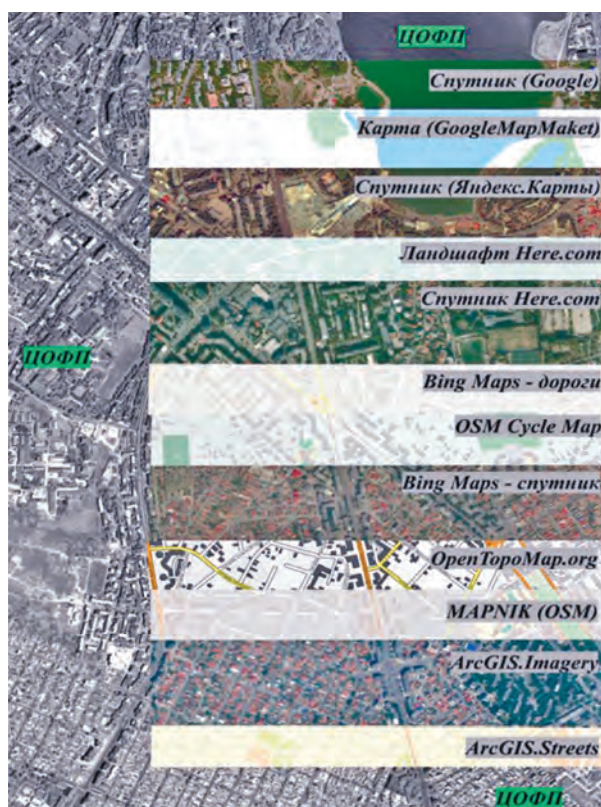 ЦОФП
Спутник (Google)
Карта (GoogleMapMaket)
Спутник (Яндекс.Карты)
Ландшафт Here.com
Спутник Here.com
ЦОФП
Bing Maps - дороги
OSM Cycle Map
Bing Maps - спутник
OpenTopoMap.org
MAPNIK (OSM)
ArcGIS.Imagery
ArcGIS.Streets
ЦОФП